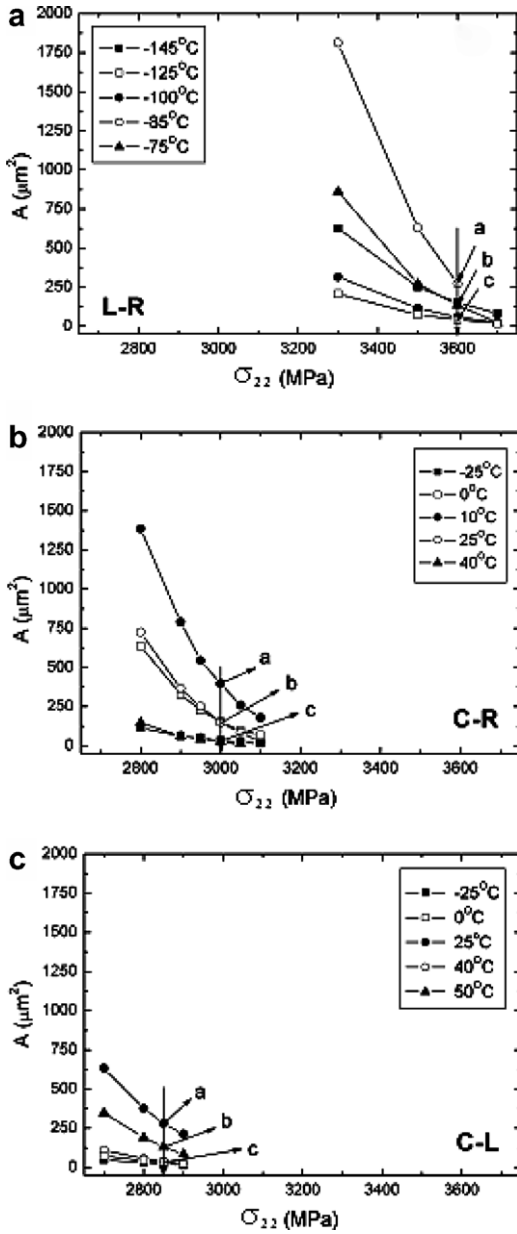 a
2000
1750
1500
1250
1000
750
500
250
0
A (μm²)
-145°C
-125°C
-100°C
-85°C
-75°C
a
b
c
L-R
2800 3000 3200 3400 3600
σ₂₂ (MPa)
b
2000
1750
1500
1250
1000
750
500
250
0
A (μm²)
-25°C
0°C
10°C
25°C
40°C
a
b
c
C-R
2800 3000 3200 3400 3600
σ₂₂ (MPa)
c
2000
1750
1500
1250
1000
750
500
250
0
A (μm²)
-25°C
0°C
25°C
40°C
50°C
a
b
c
C-L
2800 3000 3200 3400 3600
σ₂₂ (MPa)